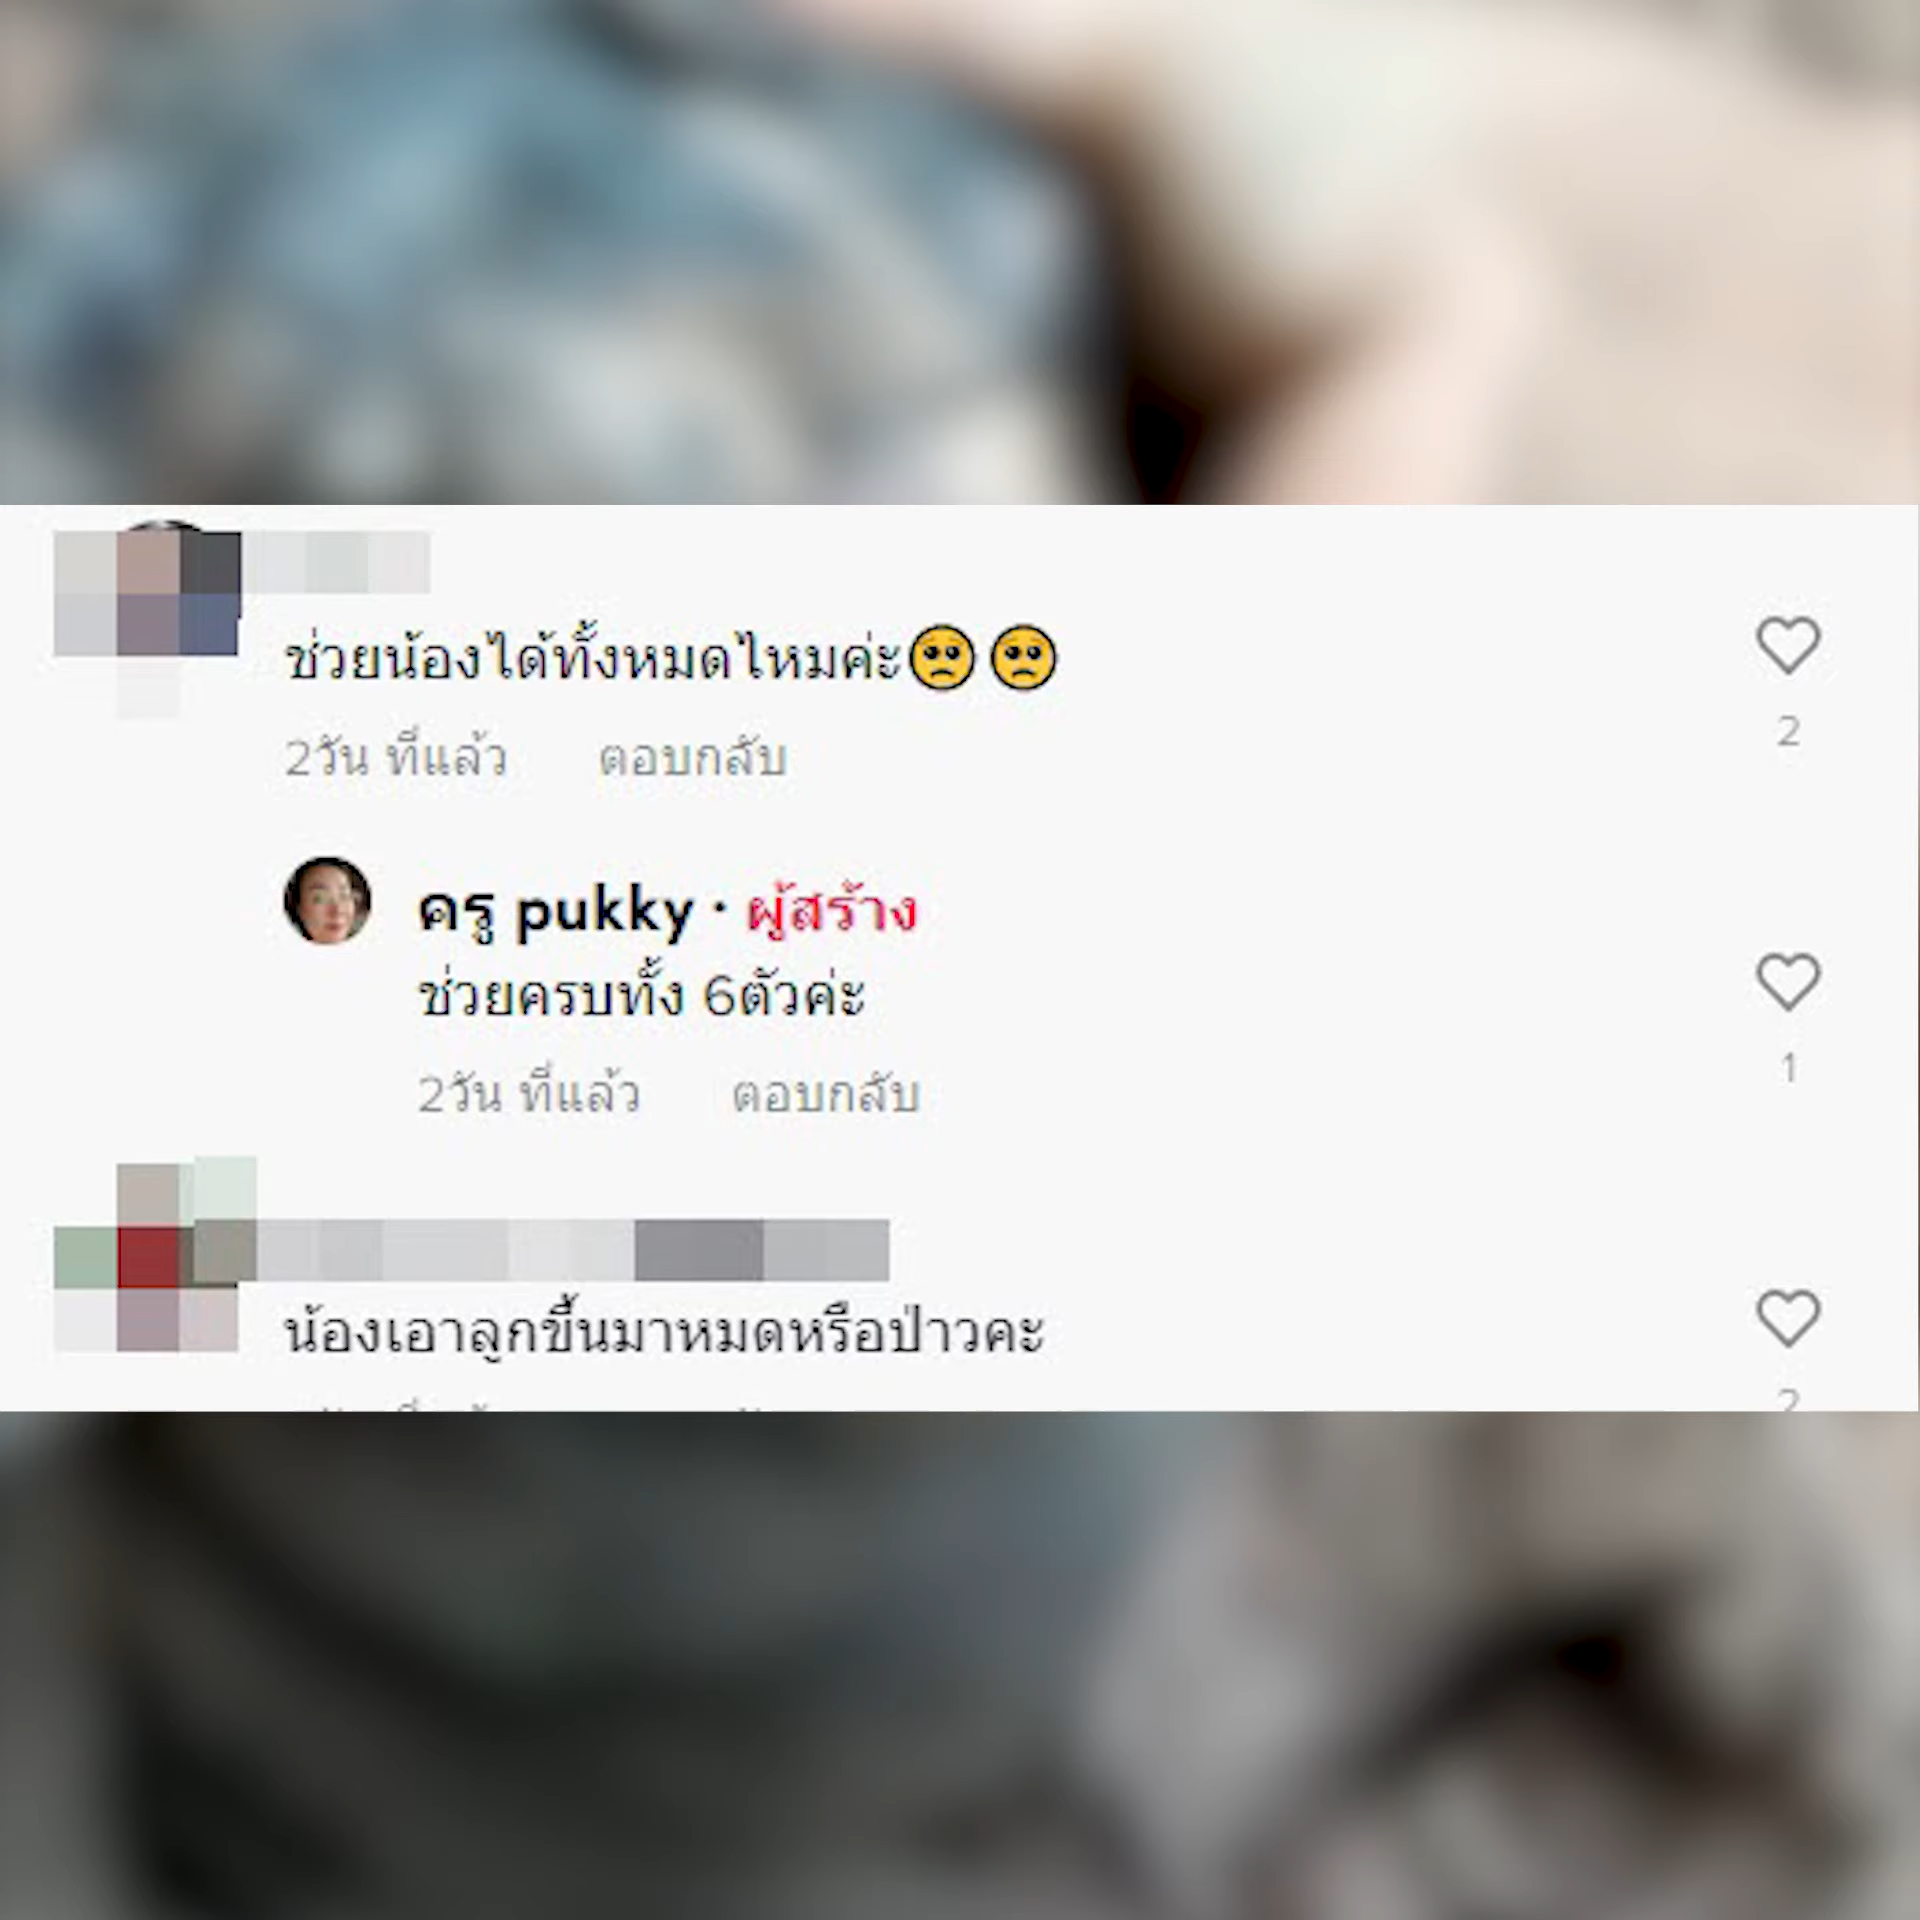 ช่วยน้องได้ทั้งหมดไหมค่ะ🥺🥺
2วัน ที่แล้ว ตอบกลับ
2
ครู pukky · ผู้สร้าง
ช่วยครบทั้ง 6ตัวค่ะ
2วัน ที่แล้ว ตอบกลับ
1
น้องเอาลูกขึ้นมาหมดหรือป่าวคะ
2